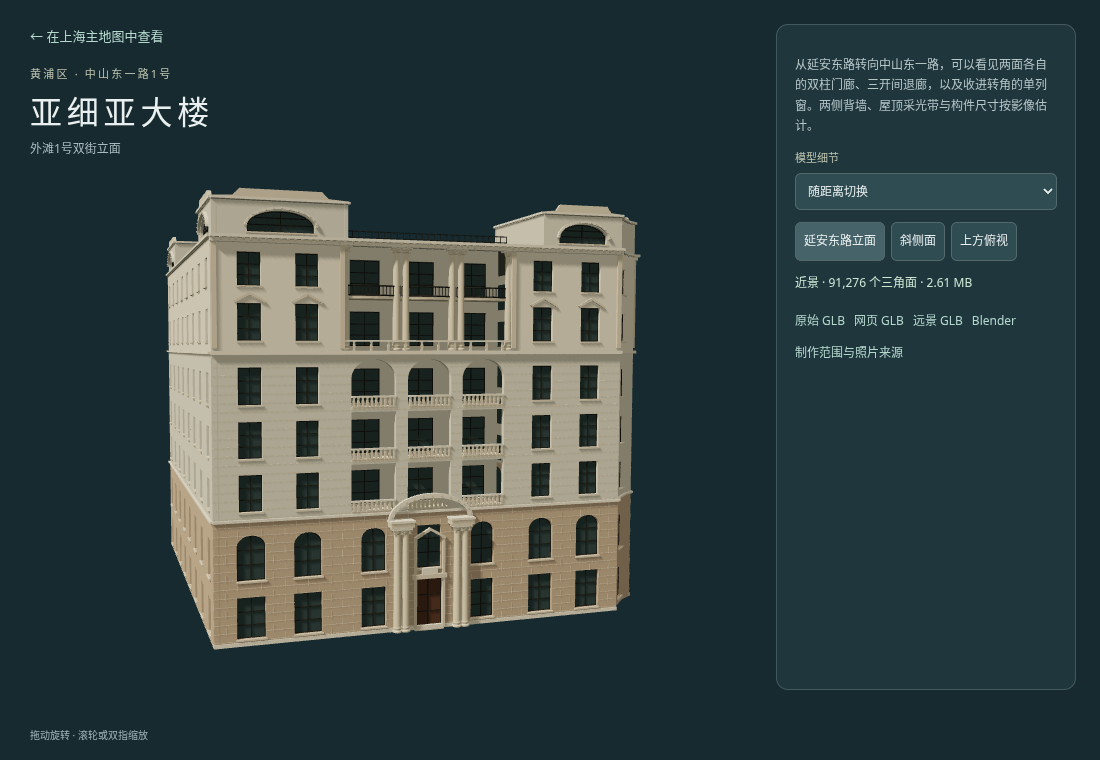 ← 在上海主地图中查看
黄浦区 · 中山东一路1号
亚细亚大楼
外滩1号双街立面
从延安东路转向中山东一路，可以看见两面各自
的双柱门廊、三开间退廊，以及收进转角的单列
窗。两侧背墙、屋顶采光带与构件尺寸按影像估
计。
模型细节
随距离切换
延安东路立面 斜侧面 上方俯视
近景 · 91,276 个三角面 · 2.61 MB
原始 GLB 网页 GLB 远景 GLB Blender
制作范围与照片来源
拖动旋转 · 滚轮或双指缩放